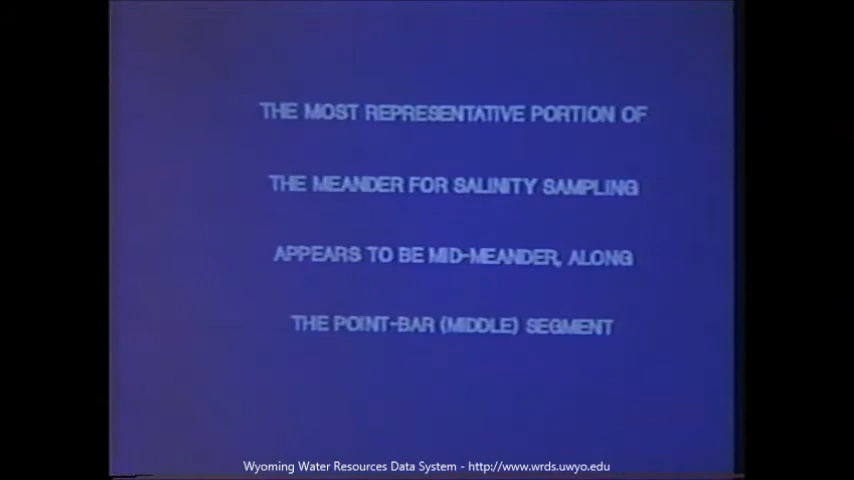 THE MOST REPRESENTATIVE PORTION OF
THE MEANDER FOR SALINITY SAMPLING
APPEARS TO BE MID-MEANDER, ALONG
THE POINT-BAR (MIDDLE) SEGMENT
Wyoming Water Resources Data System - http://www.wrds.uwyo.edu